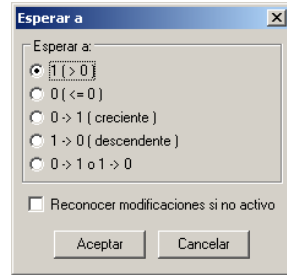 Esperar a
Esperar a:
1 ( > 0 )
0 ( <= 0 )
0 -> 1 ( creciente )
1 -> 0 ( descendente )
0 -> 1 o 1 -> 0
Reconocer modificaciones si no activo
Aceptar
Cancelar